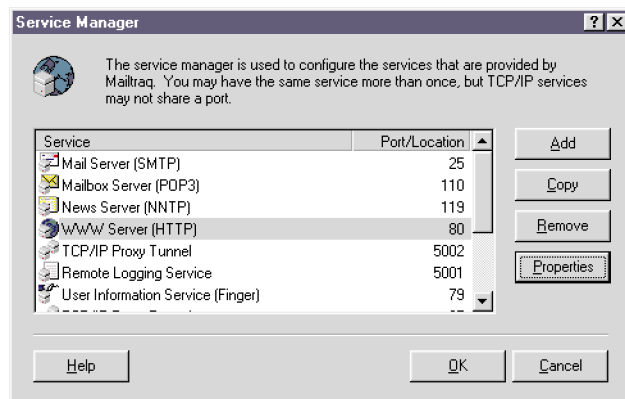 Service Manager
The service manager is used to configure the services that are provided by
Mailtraq. You may have the same service more than once, but TCP/IP services
may not share a port.
Service Port/Location
Mail Server (SMTP) 25
Mailbox Server (POP3) 110
News Server (NNTP) 119
WWW Server (HTTP) 80
TCP/IP Proxy Tunnel 5002
Remote Logging Service 5001
User Information Service (Finger) 79
Add
Copy
Remove
Properties
Help OK Cancel